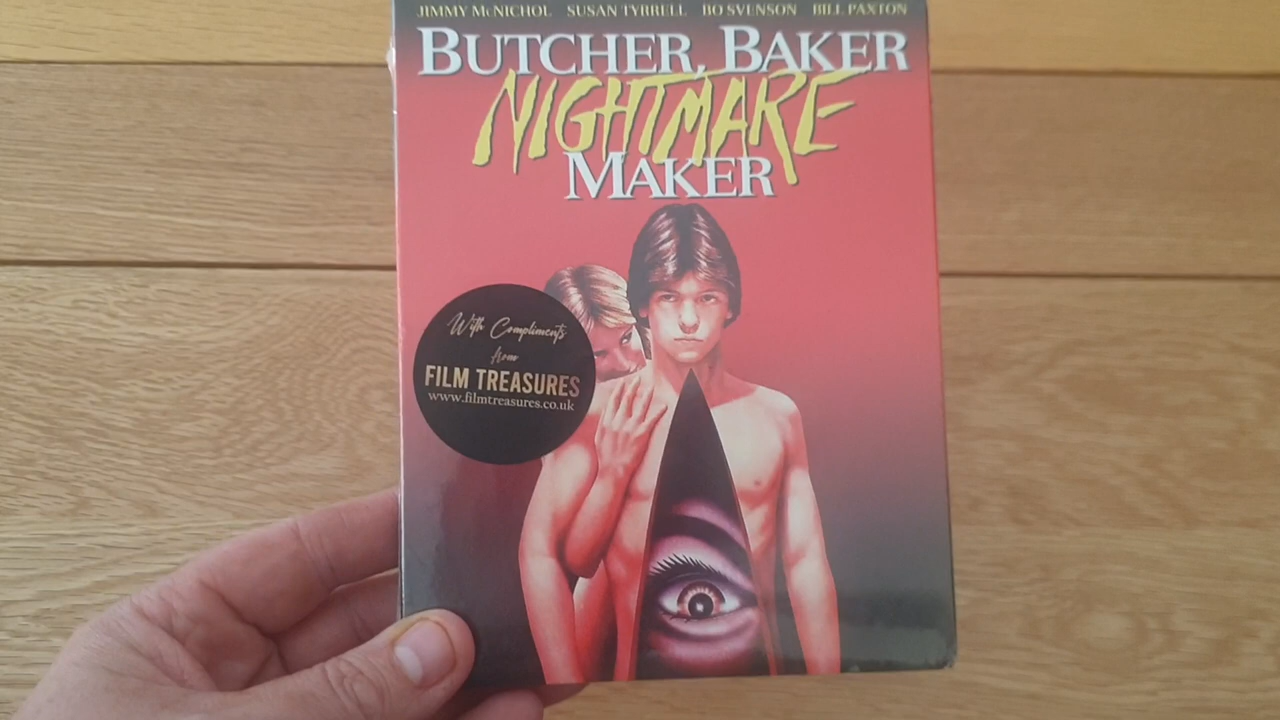 JIMMY McNICHOL SUSAN TYRRELL BO SVENSON BILL PAXTON
BUTCHER, BAKER
NIGHTMARE
MAKER
With Compliments
from
FILM TREASURES
www.filmtreasures.co.uk